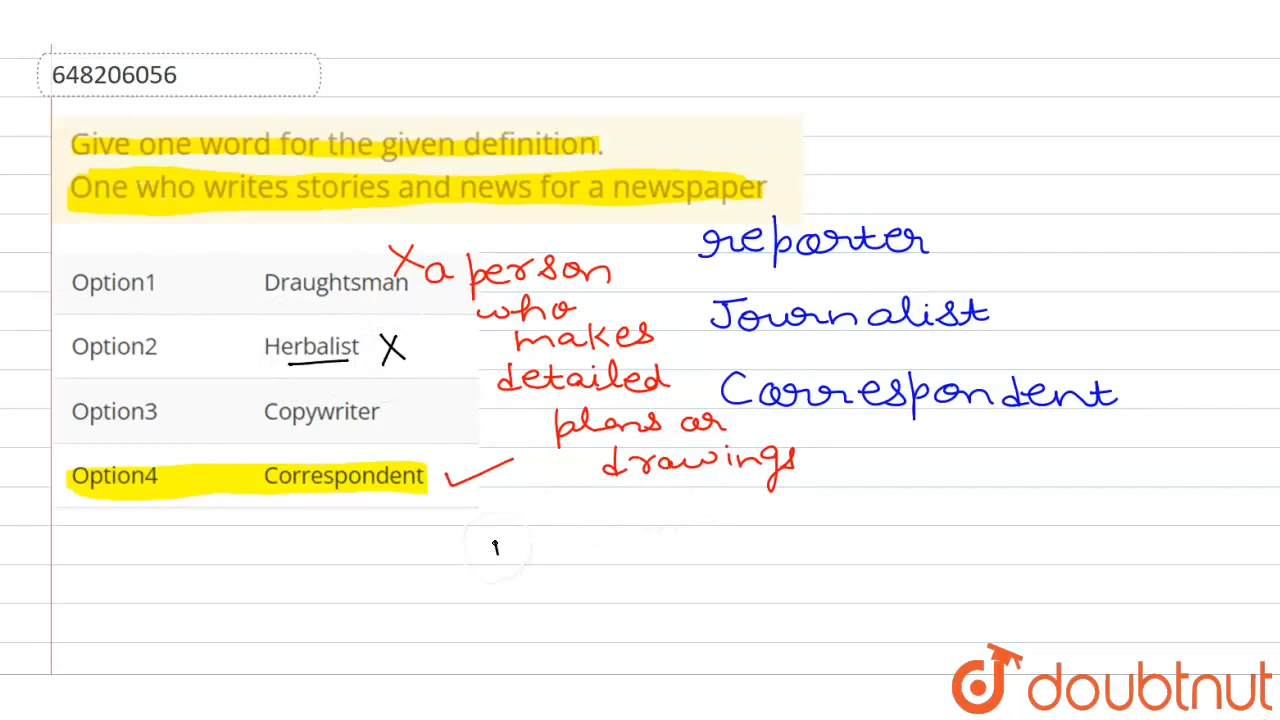 648206056
Give one word for the given definition.
One who writes stories and news for a newspaper
Option1 Draughtsman
Option2 Herbalist X
Option3 Copywriter
Option4 Correspondent
X a person
who
makes
detailed
plans or
drawings
reporter
Journalist
Correspondent
doubtnut